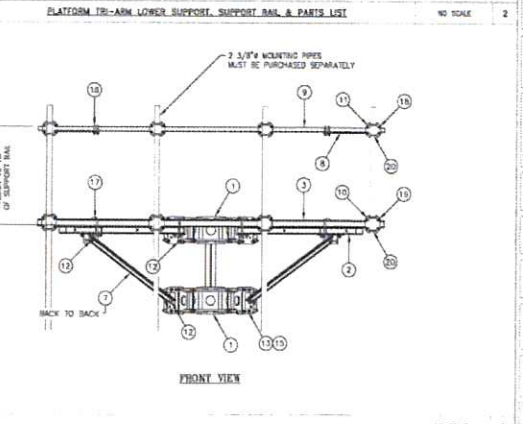 PLATFORM TRI-ARM LOWER SUPPORT, SUPPORT RAIL & PARTS LIST
NO SCALE 2
2 3/8"ø MOUNTING PIPES
MUST BE PURCHASED SEPARATELY
9
11
18
8
20
OF SUPPORT RAIL
17
1
3
10
19
12
12
2
20
7
BACK TO BACK
12
1
13 15
FRONT VIEW